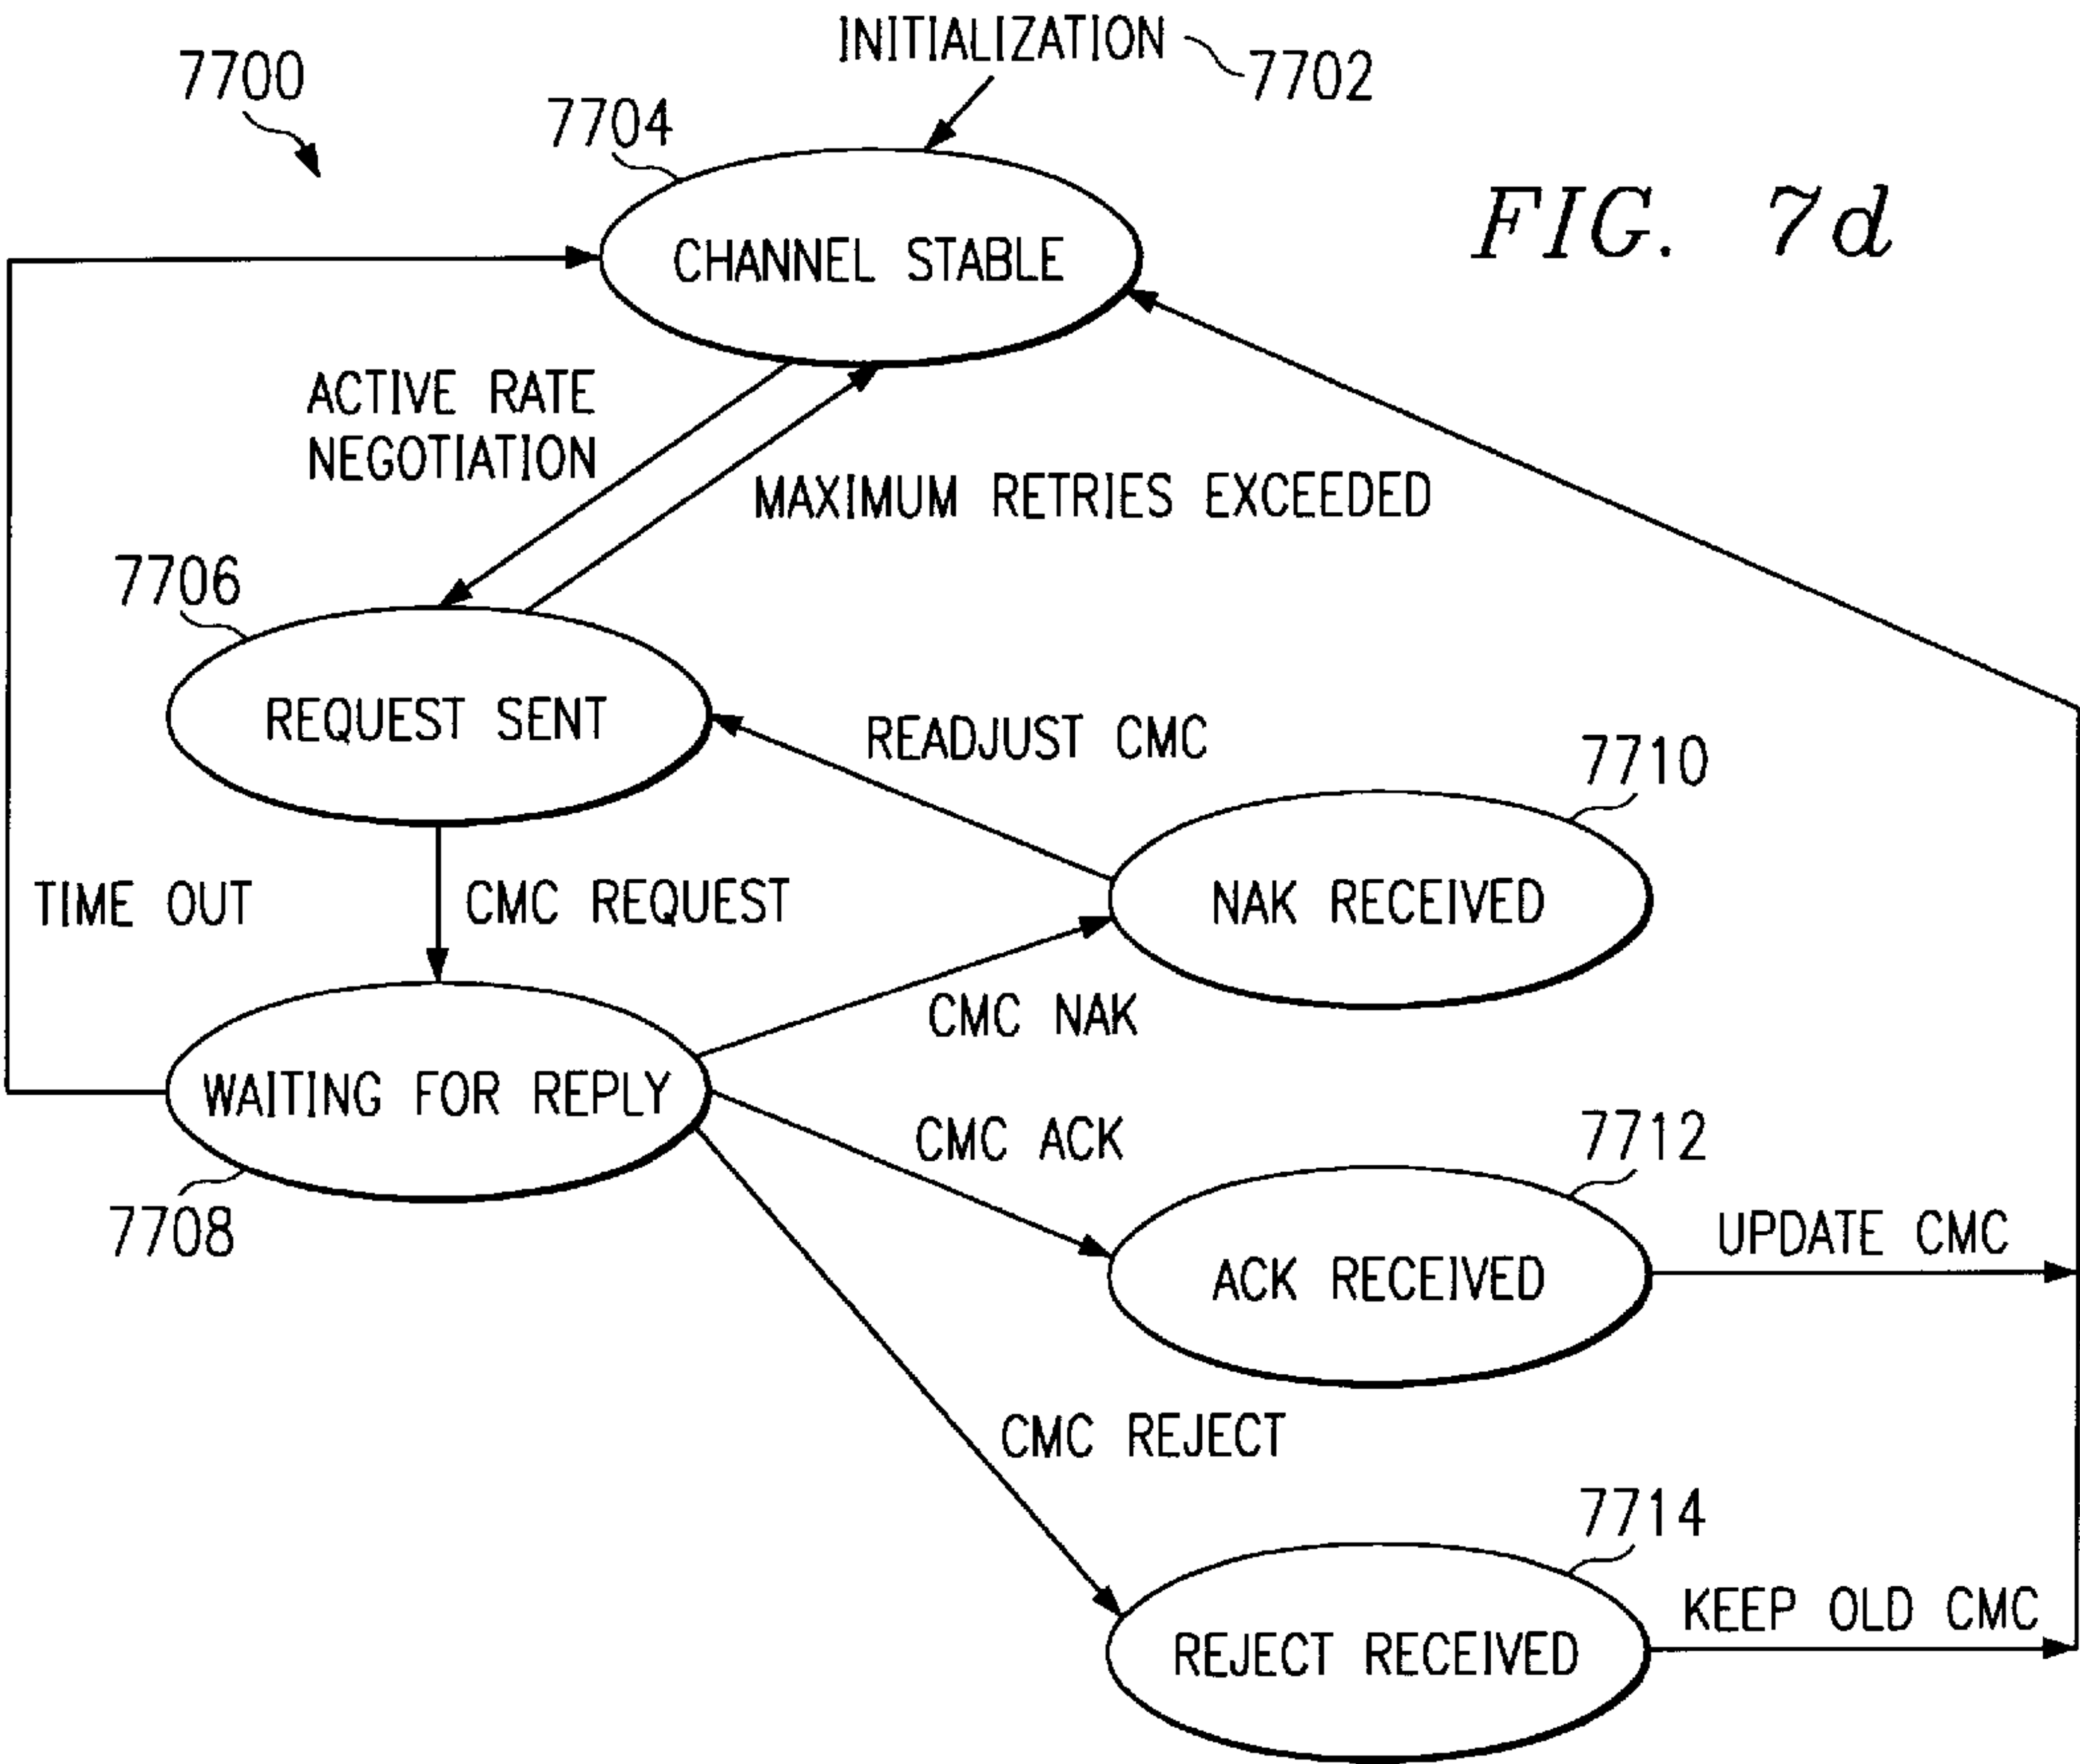 INITIALIZATION
7702
7700
7704
FIG. 7d
CHANNEL STABLE
ACTIVE RATE
NEGOTIATION
MAXIMUM RETRIES EXCEEDED
7706
REQUEST SENT
READJUST CMC
7710
TIME OUT
CMC REQUEST
NAK RECEIVED
CMC NAK
WAITING FOR REPLY
7708
CMC ACK
7712
ACK RECEIVED
UPDATE CMC
CMC REJECT
7714
REJECT RECEIVED
KEEP OLD CMC